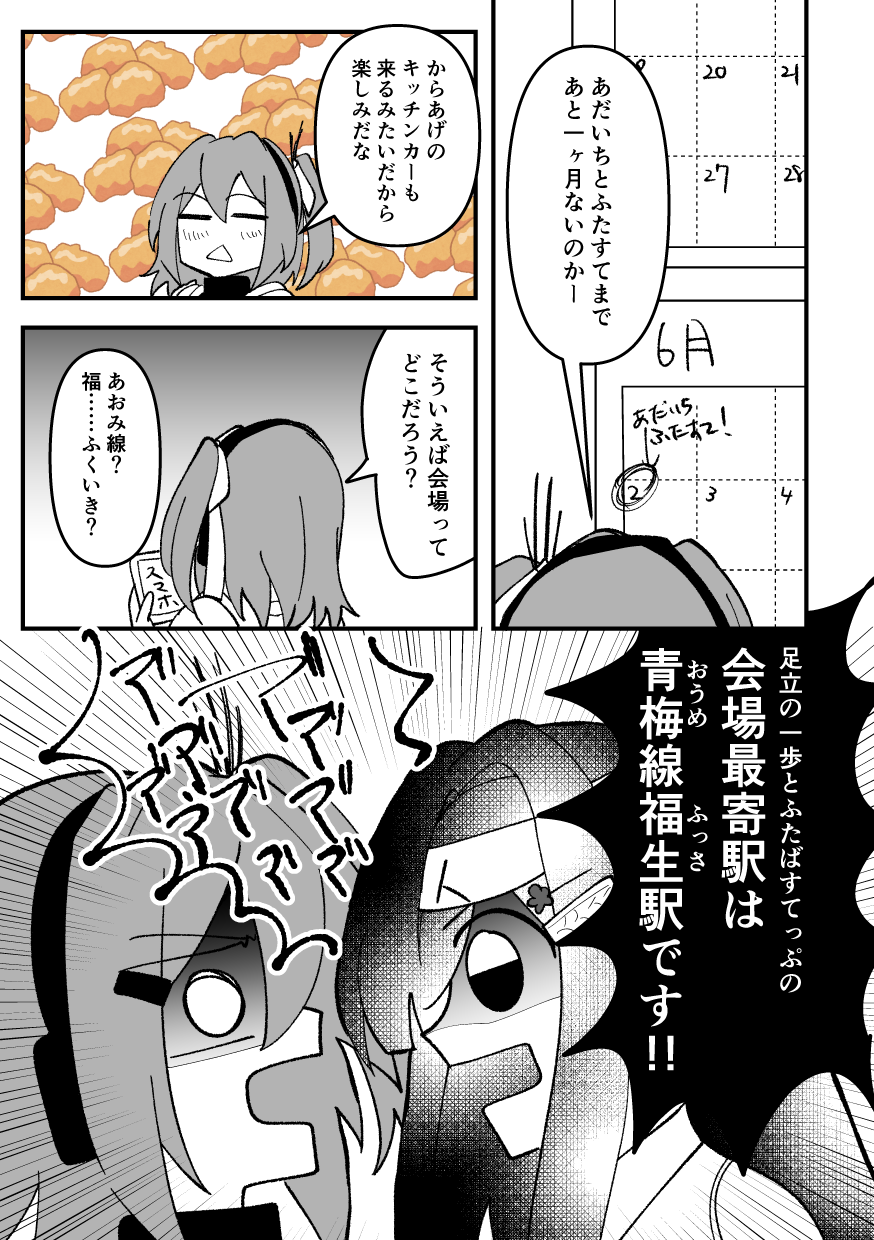 20
21
27
28
あだいちとふたすてまで
あと一ヶ月ないのかー
6月
あだいち
ふたすて！
2
3
4
からあげの
キッチンカーも
来るみたいだから
楽しみだな
そういえば会場って
どこだろう？
あおみ線？
福……ふくいき？
スマホ
足立の一歩とふたばすてっぷの
会場最寄駅は
青梅線福生駅です!!
おうめ
ふっさ